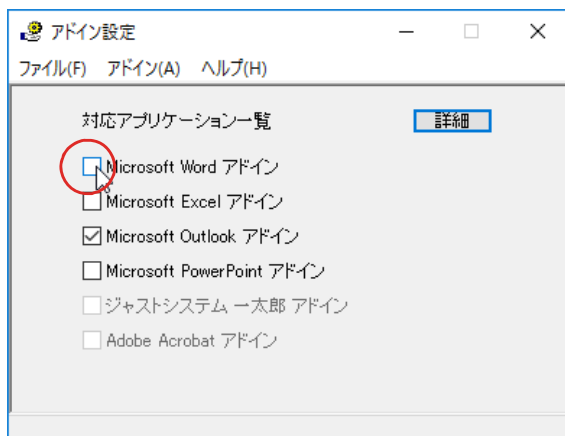 アドイン設定
ファイル(F) アドイン(A) ヘルプ(H)
対応アプリケーション一覧 詳細
Microsoft Word アドイン
Microsoft Excel アドイン
Microsoft Outlook アドイン
Microsoft PowerPoint アドイン
ジャストシステム 一太郎 アドイン
Adobe Acrobat アドイン